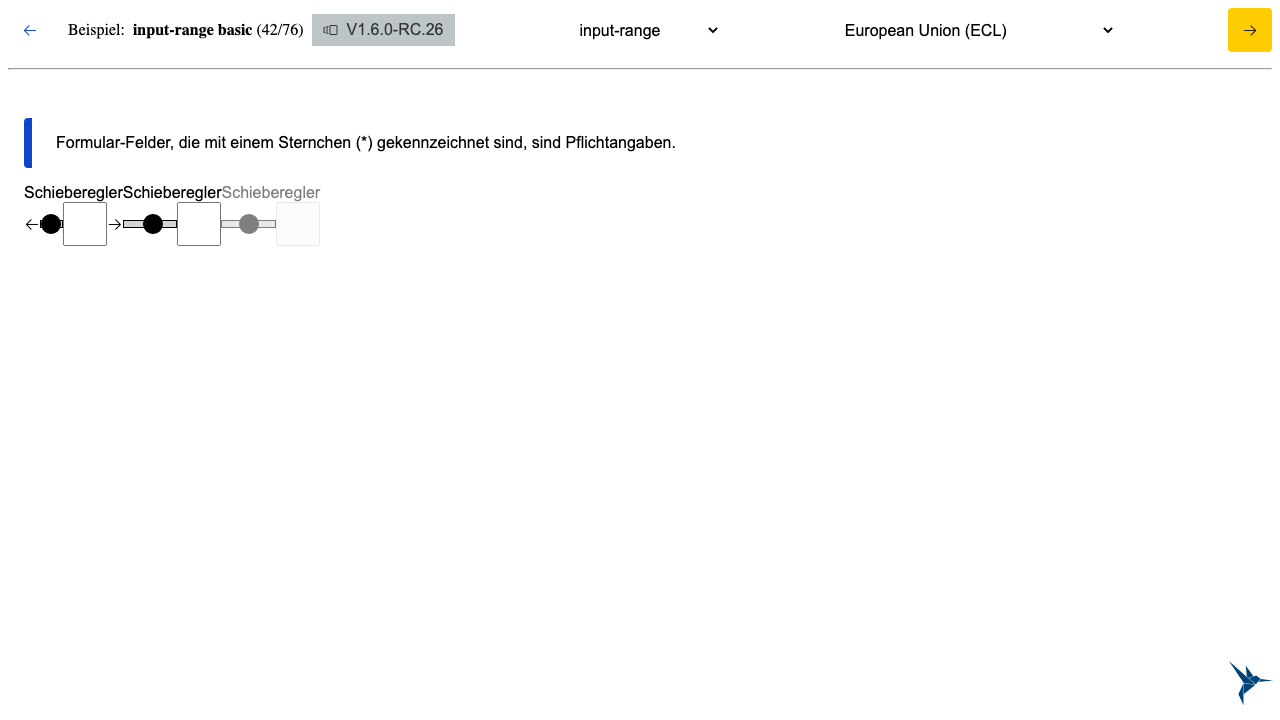 ← Beispiel: input-range basic (42/76) V1.6.0-RC.26 input-range European Union (ECL) →
Formular-Felder, die mit einem Sternchen (*) gekennzeichnet sind, sind Pflichtangaben.
SchiebereglerSchiebereglerSchieberegler
← →